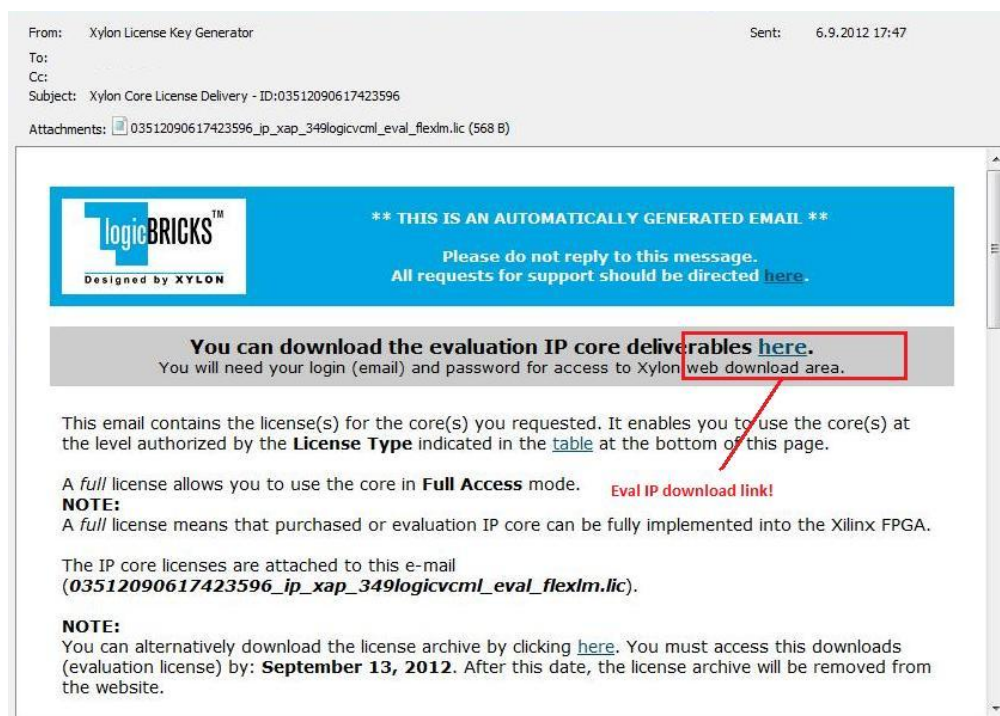 From: Xylon License Key Generator Sent: 6.9.2012 17:47
To:
Cc:
Subject: Xylon Core License Delivery - ID:03512090617423596
Attachments: 03512090617423596_ip_xap_349logicvcml_eval_flexlm.lic (568 B)
logicBRICKS™
Designed by XYLON
** THIS IS AN AUTOMATICALLY GENERATED EMAIL **
Please do not reply to this message.
All requests for support should be directed here.
You can download the evaluation IP core deliverables here.
You will need your login (email) and password for access to Xylon web download area.
This email contains the license(s) for the core(s) you requested. It enables you to use the core(s) at
the level authorized by the License Type indicated in the table at the bottom of this page.
A full license allows you to use the core in Full Access mode.
Eval IP download link!
NOTE:
A full license means that purchased or evaluation IP core can be fully implemented into the Xilinx FPGA.
The IP core licenses are attached to this e-mail
(03512090617423596_ip_xap_349logicvcml_eval_flexlm.lic).
NOTE:
You can alternatively download the license archive by clicking here. You must access this downloads
(evaluation license) by: September 13, 2012. After this date, the license archive will be removed from
the website.